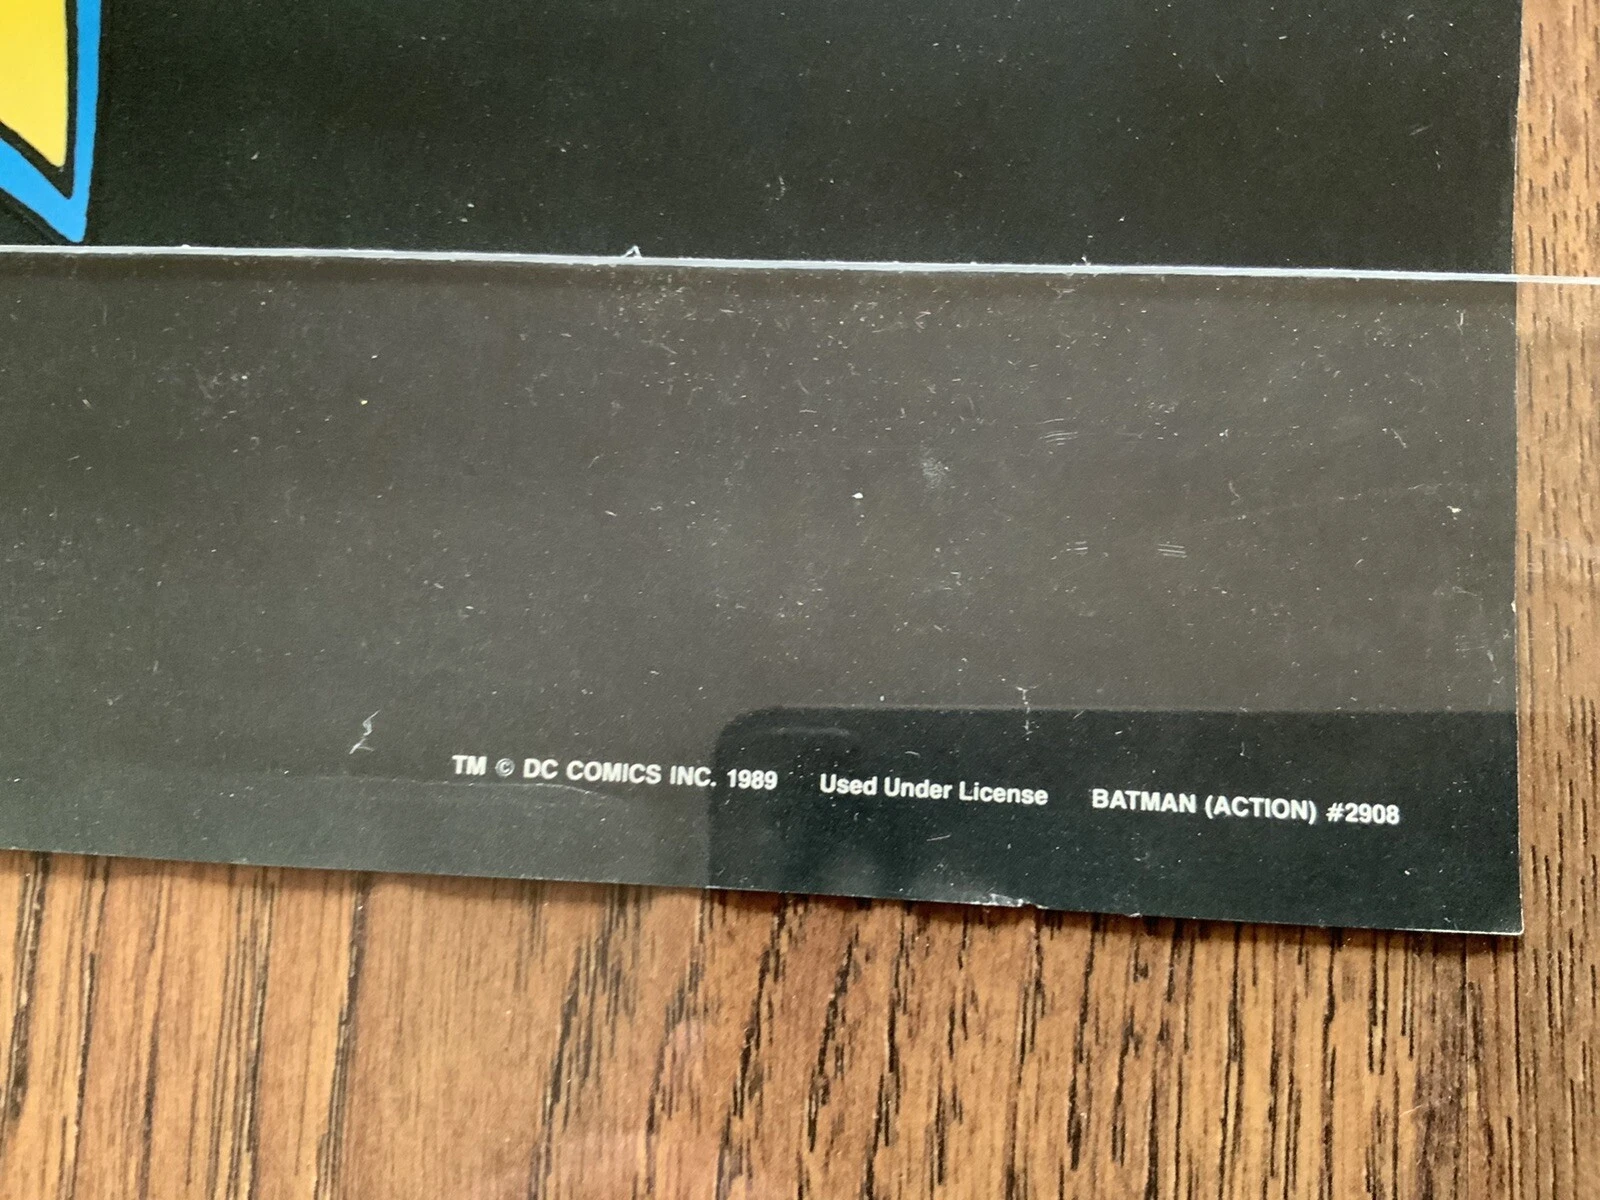 TM © DC COMICS INC. 1989 Used Under License BATMAN (ACTION) #2908